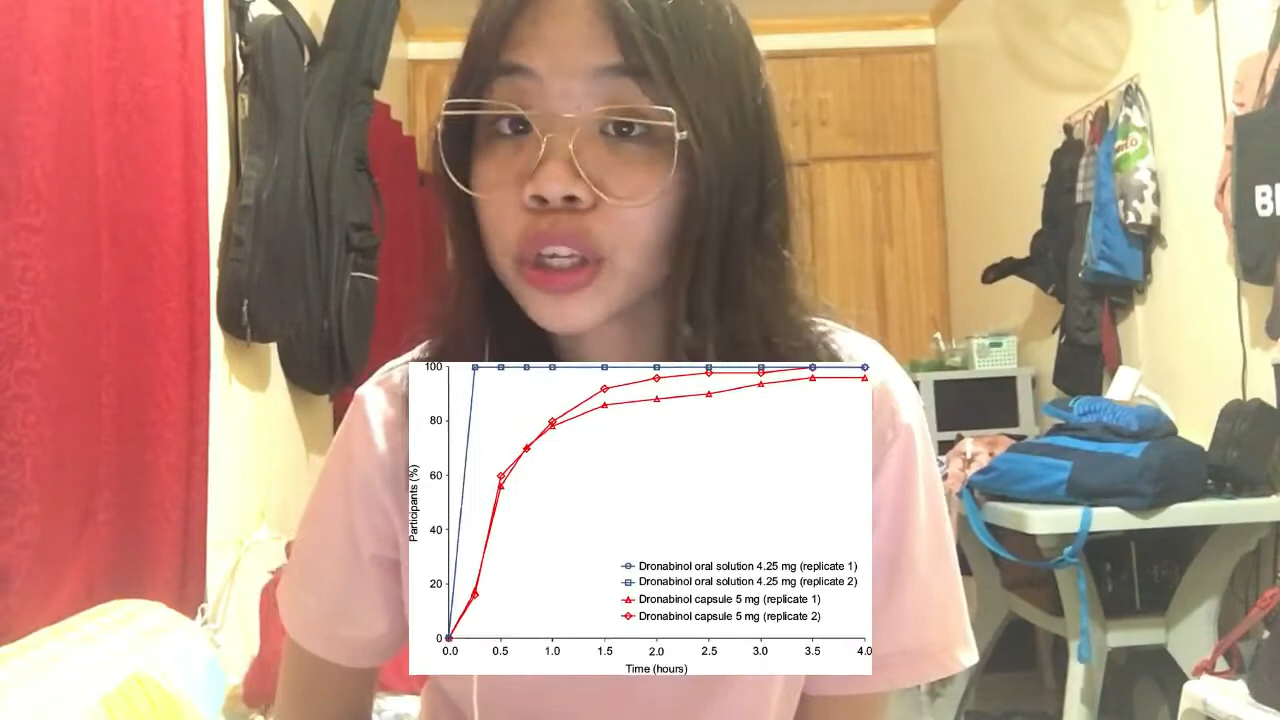 100
80
60
40
20
0
Participants (%)
Dronabinol oral solution 4.25 mg (replicate 1)
Dronabinol oral solution 4.25 mg (replicate 2)
Dronabinol capsule 5 mg (replicate 1)
Dronabinol capsule 5 mg (replicate 2)
0.0 0.5 0.75 1.0 1.5 2.0 2.5 3.0 3.5 4.0
Time (hours)